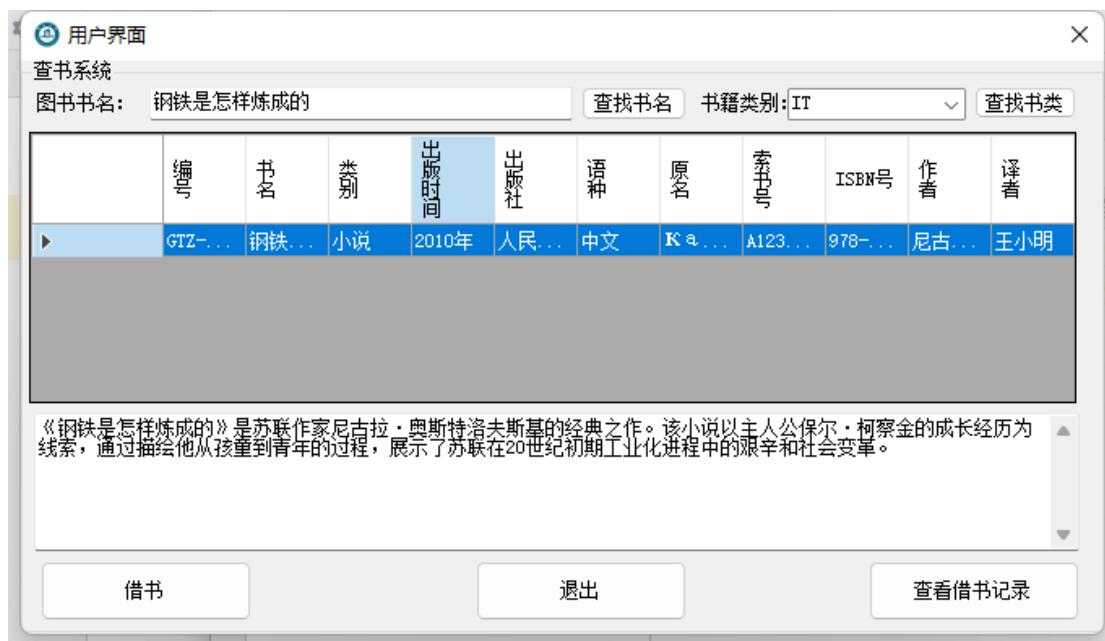 用户界面
查书系统
图书书名： 钢铁是怎样炼成的 查找书名 书籍类别:IT 查找书类
编号 书名 类别 出版时间 出版社 语种 原名 索书号 ISBN号 作者 译者
GTZ-... 钢铁... 小说 2010年 人民... 中文 Ка... A123... 978-... 尼古... 王小明
《钢铁是怎样炼成的》是苏联作家尼古拉·奥斯特洛夫斯基的经典之作。该小说以主人公保尔·柯察金的成长经历为
线索，通过描绘他从孩童到青年的过程，展示了苏联在20世纪初期工业化进程中的艰辛和社会变革。
借书 退出 查看借书记录